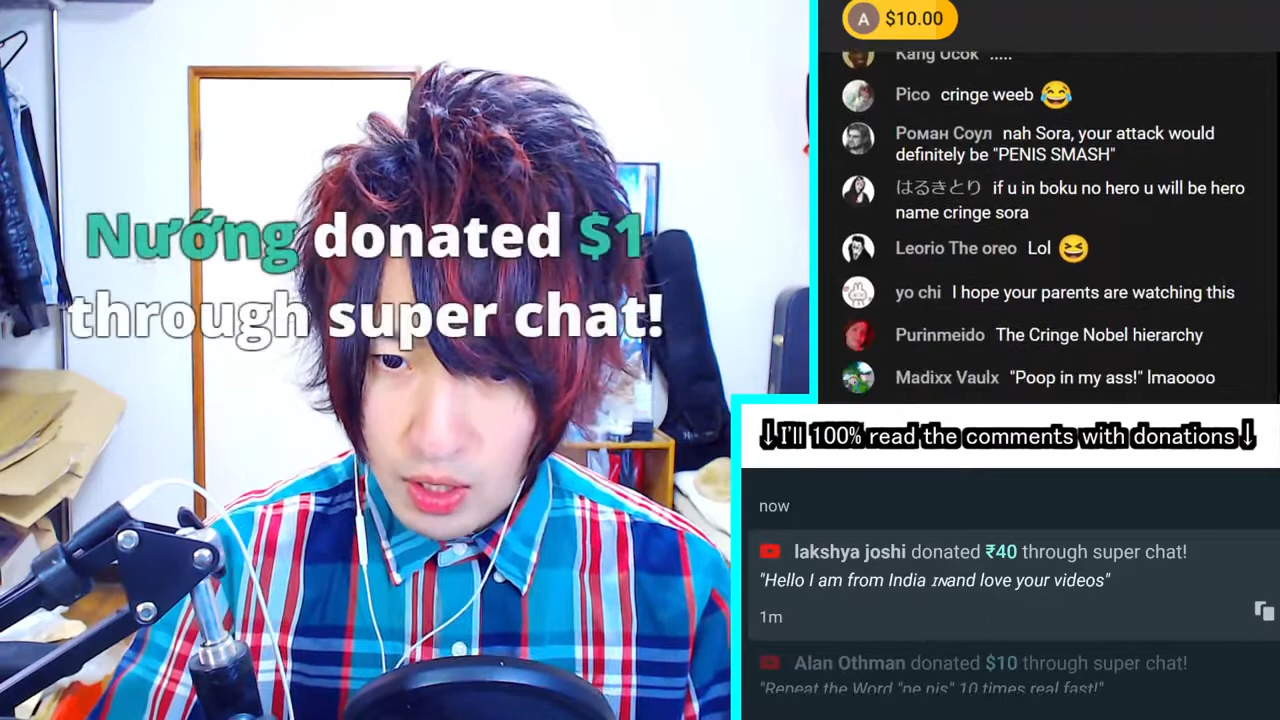 Nướng donated $1
through super chat!
A $10.00
Kang Ucok .....
Pico cringe weeb 😂
Роман Соул nah Sora, your attack would
definitely be "PENIS SMASH"
はるきとり if u in boku no hero u will be hero
name cringe sora
Leorio The oreo Lol 😆
yo chi I hope your parents are watching this
Purinmeido The Cringe Nobel hierarchy
Madixx Vaulx "Poop in my ass!" lmaoooo
↓I'll 100% read the comments with donations↓
now
lakshya joshi donated ₹40 through super chat!
"Hello I am from India 🇮🇳and love your videos"
1m
Alan Othman donated $10 through super chat!
"Repeat the Word "pe nis" 10 times real fast!"